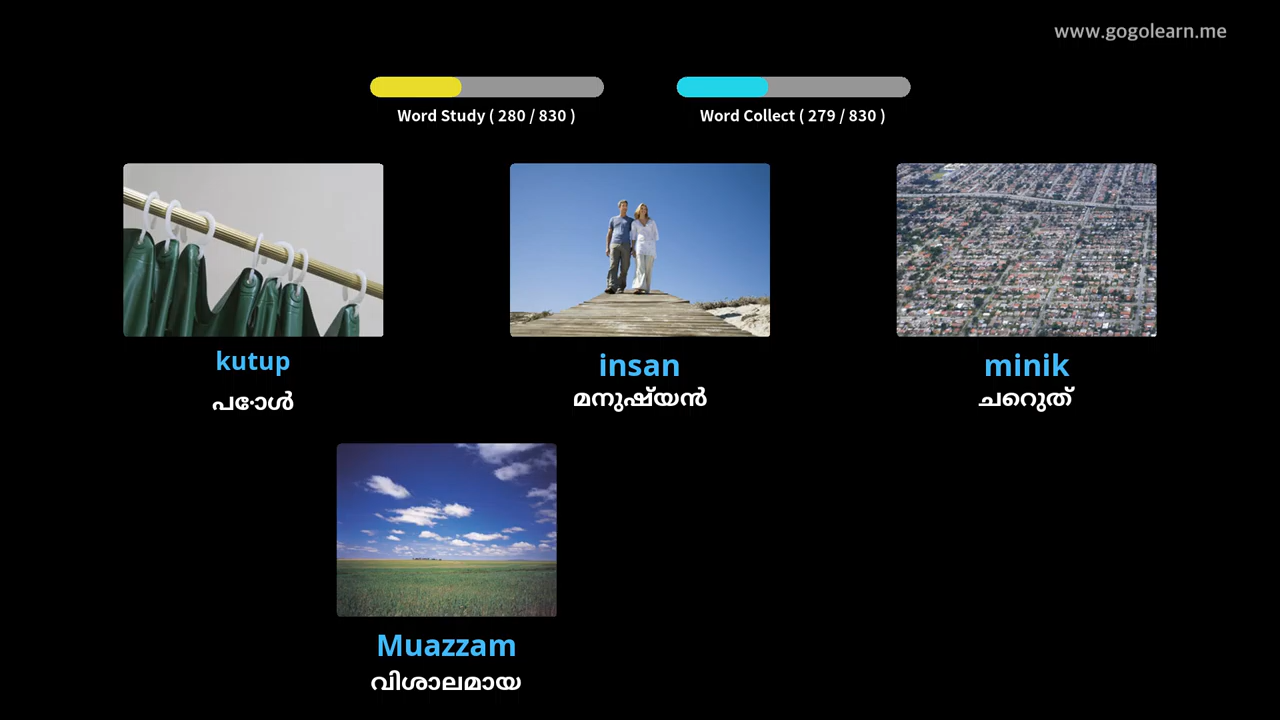 www.gogolearn.me
Word Study ( 280 / 830 )
Word Collect ( 279 / 830 )
kutup
insan
minik
പോൾ
മനുഷ്യൻ
ചെറുത്
Muazzam
വിശാലമായ